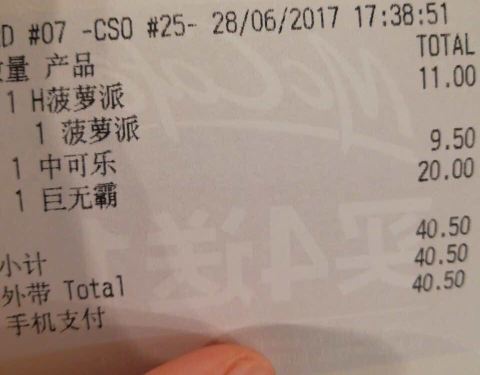 #07 -CSO #25- 28/06/2017 17:38:51
量 产品 TOTAL
1 H菠萝派 11.00
1 菠萝派
1 中可乐 9.50
1 巨无霸 20.00
小计 40.50
外带 Total 40.50
手机支付 40.50